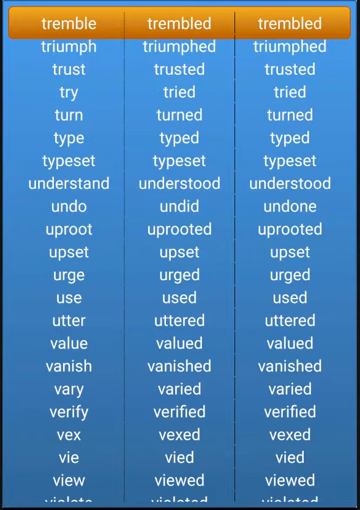 tremble trembled trembled
triumph triumphed triumphed
trust trusted trusted
try tried tried
turn turned turned
type typed typed
typeset typeset typeset
understand understood understood
undo undid undone
uproot uprooted uprooted
upset upset upset
urge urged urged
use used used
utter uttered uttered
value valued valued
vanish vanished vanished
vary varied varied
verify verified verified
vex vexed vexed
vie vied vied
view viewed viewed
violate violated violated